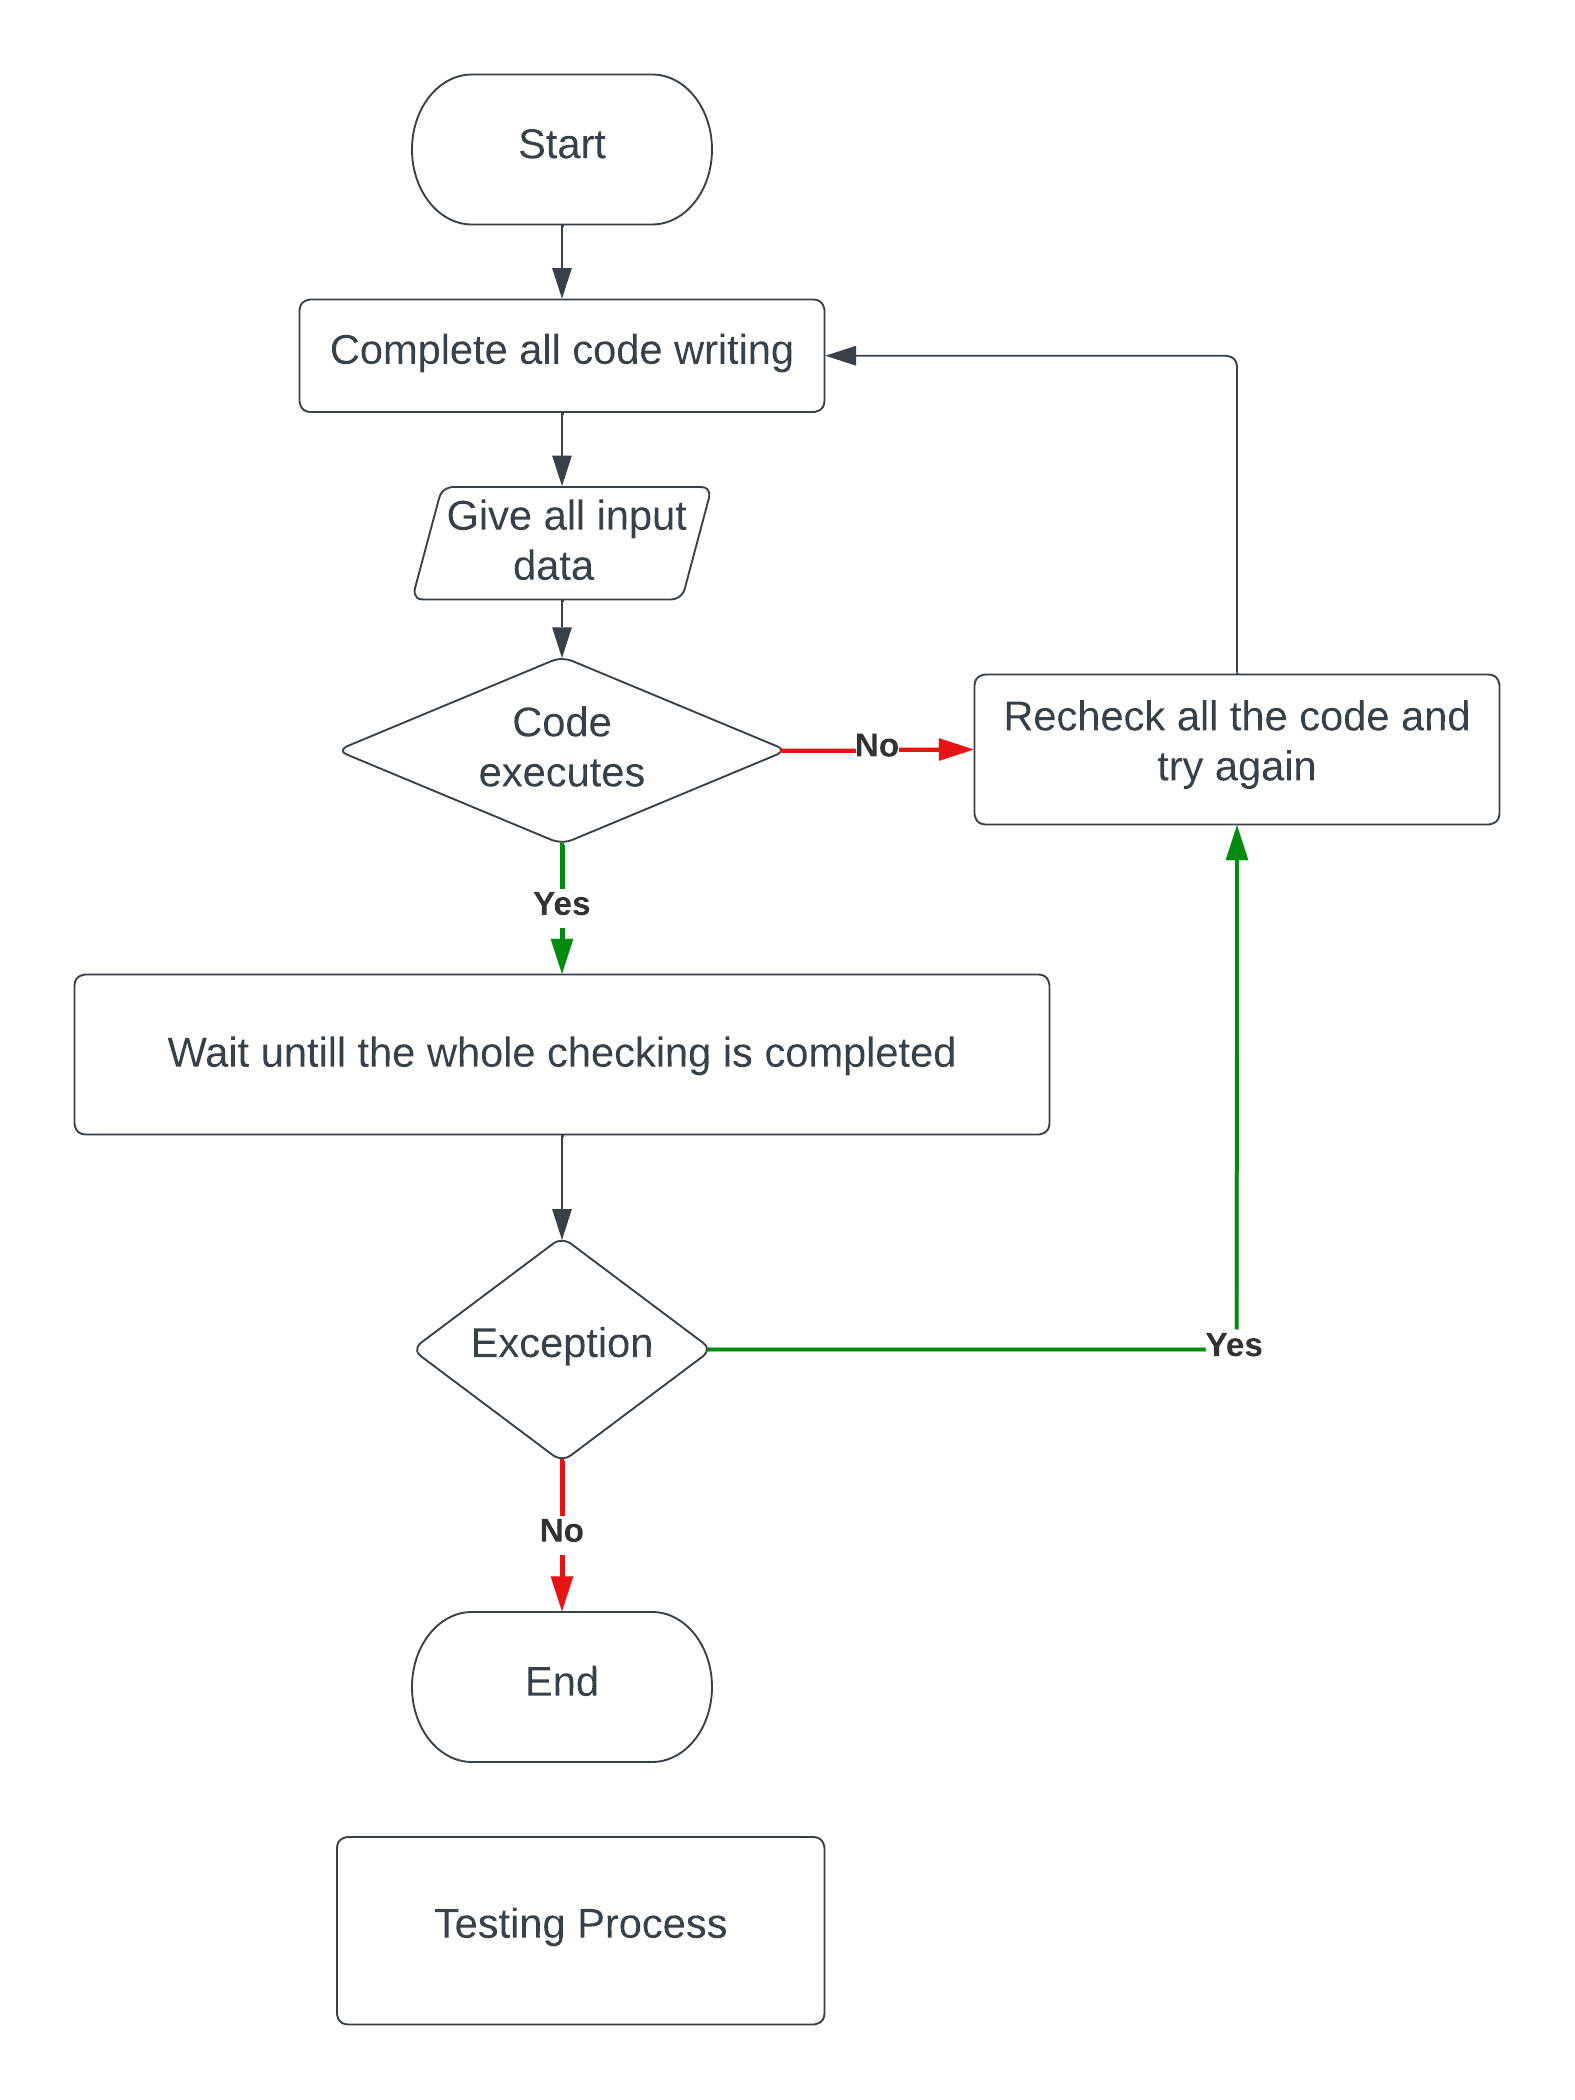 Start
Complete all code writing
Give all input
data
Code
executes
No
Recheck all the code and
try again
Yes
Wait untill the whole checking is completed
Exception
Yes
No
End
Testing Process